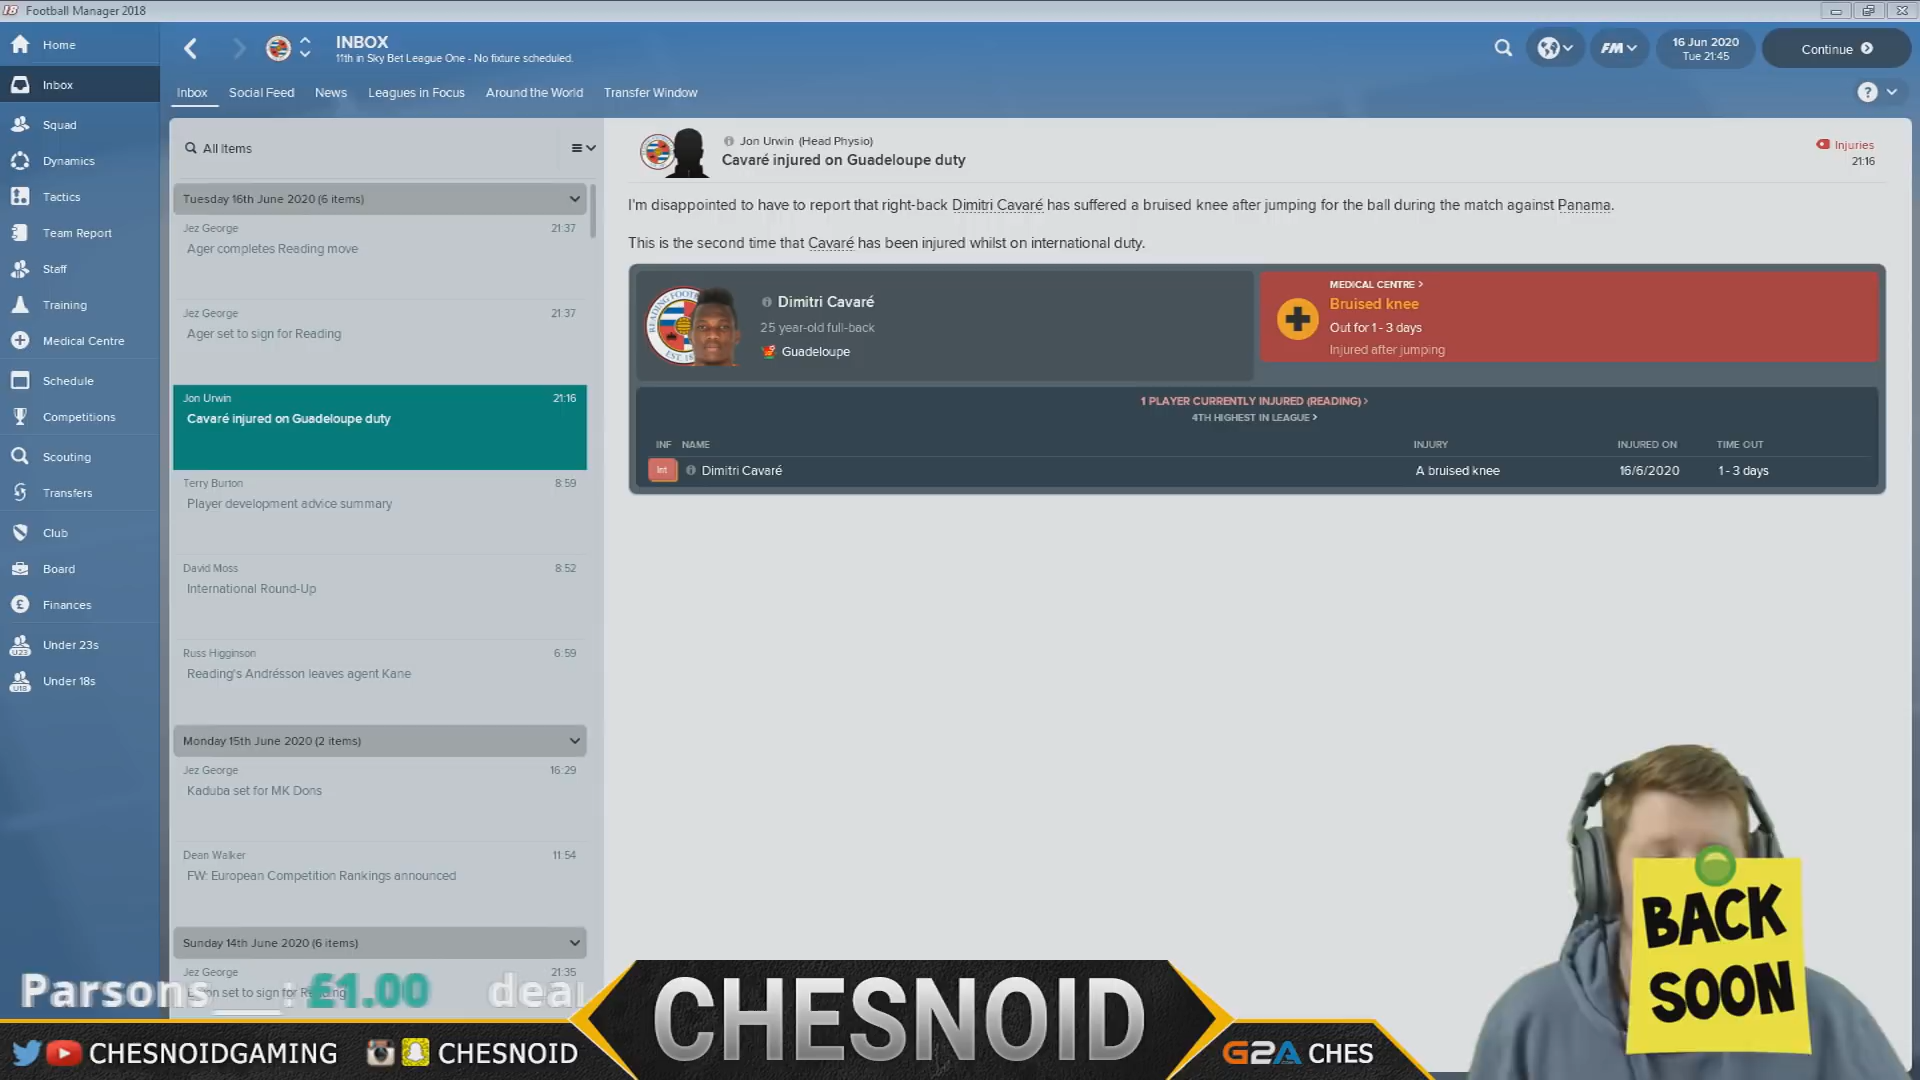 Football Manager 2018
Home
Inbox
Squad
Dynamics
Tactics
Team Report
Staff
Training
Medical Centre
Schedule
Competitions
Scouting
Transfers
Club
Board
Finances
Under 23s
Under 18s
INBOX
11th in Sky Bet League One - No fixture scheduled.
FM
16 Jun 2020
Tue 21:45
Continue
Inbox
Social Feed
News
Leagues in Focus
Around the World
Transfer Window
All Items
Tuesday 16th June 2020 (6 items)
Jez George 21:37
Ager completes Reading move
Jez George 21:37
Ager set to sign for Reading
Jon Urwin 21:16
Cavaré injured on Guadeloupe duty
Terry Burton 8:59
Player development advice summary
David Moss 8:52
International Round-Up
Russ Higginson 6:59
Reading's Andrésson leaves agent Kane
Monday 15th June 2020 (2 items)
Jez George 16:29
Kaduba set for MK Dons
Dean Walker 11:54
FW: European Competition Rankings announced
Sunday 14th June 2020 (6 items)
Jez George 21:35
set to sign for
Jon Urwin (Head Physio)
Cavaré injured on Guadeloupe duty
Injuries
21:16
I'm disappointed to have to report that right-back Dimitri Cavaré has suffered a bruised knee after jumping for the ball during the match against Panama.
This is the second time that Cavaré has been injured whilst on international duty.
Dimitri Cavaré
25 year-old full-back
Guadeloupe
MEDICAL CENTRE >
Bruised knee
Out for 1 - 3 days
Injured after jumping
1 PLAYER CURRENTLY INJURED (READING) >
4TH HIGHEST IN LEAGUE >
INF NAME INJURY INJURED ON TIME OUT
Int Dimitri Cavaré A bruised knee 16/6/2020 1 - 3 days
Parsons : £1.00
CHESNOIDGAMING
CHESNOID
CHESNOID
G2A CHES
BACK
SOON